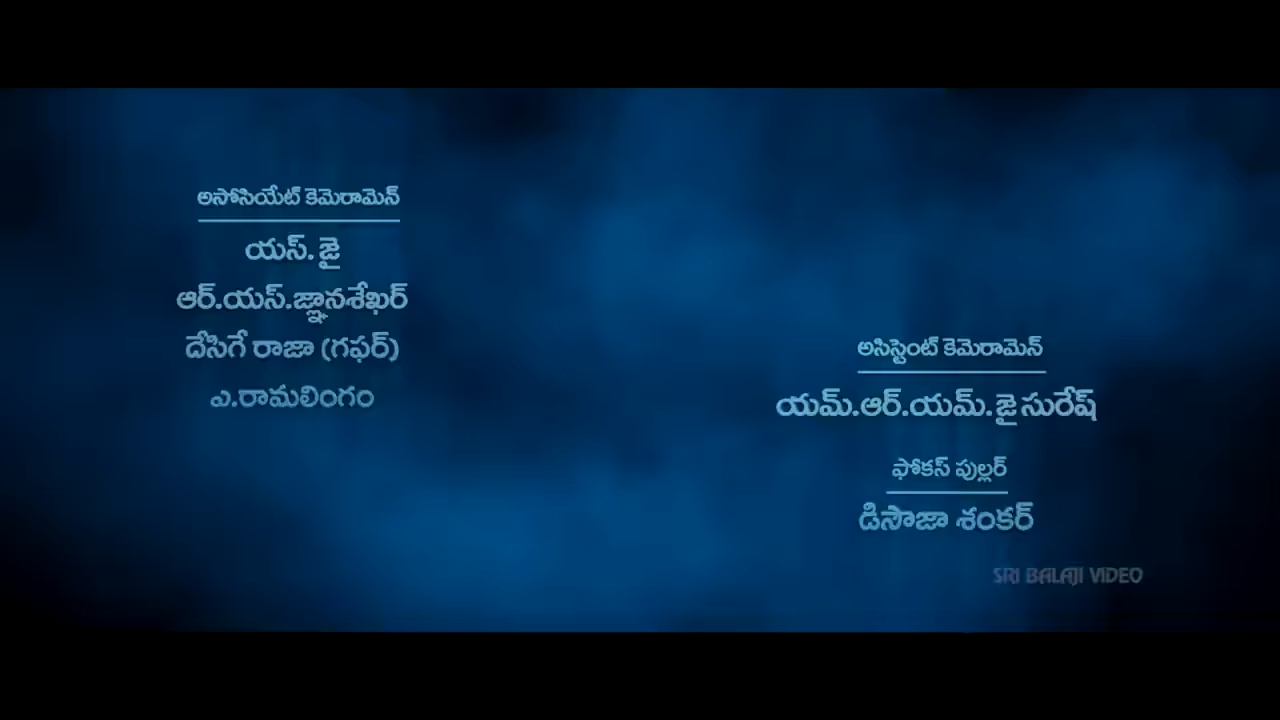 అసోసియేట్ కెమెరామెన్
యస్. జై
ఆర్.యస్.జ్ఞానశేఖర్
దేసిగే రాజా (గఫర్)
ఎ.రామలింగం
అసిస్టెంట్ కెమెరామెన్
యమ్.ఆర్.యమ్. జై సురేష్
ఫోకస్ ఫుల్లర్
డిసౌజా శంకర్
SRI BALAJI VIDEO